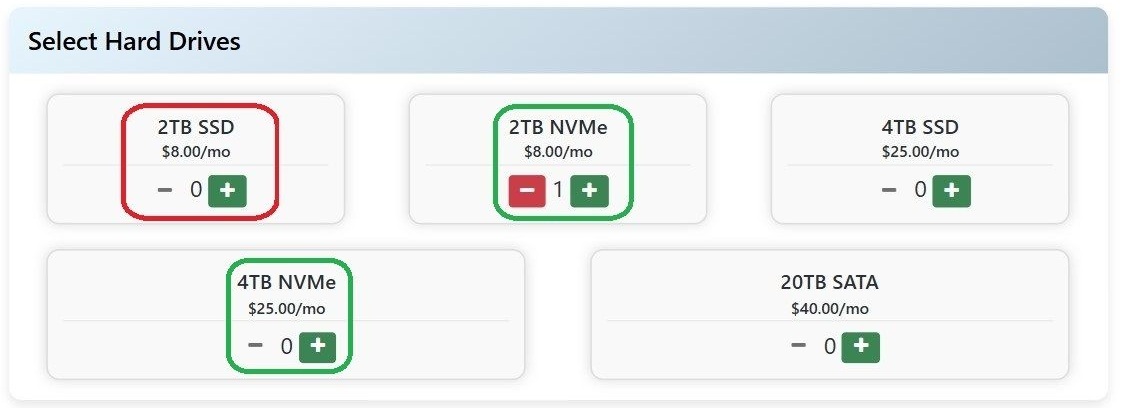 Select Hard Drives
2TB SSD
$8.00/mo
0
2TB NVMe
$8.00/mo
1
4TB SSD
$25.00/mo
0
4TB NVMe
$25.00/mo
0
20TB SATA
$40.00/mo
0